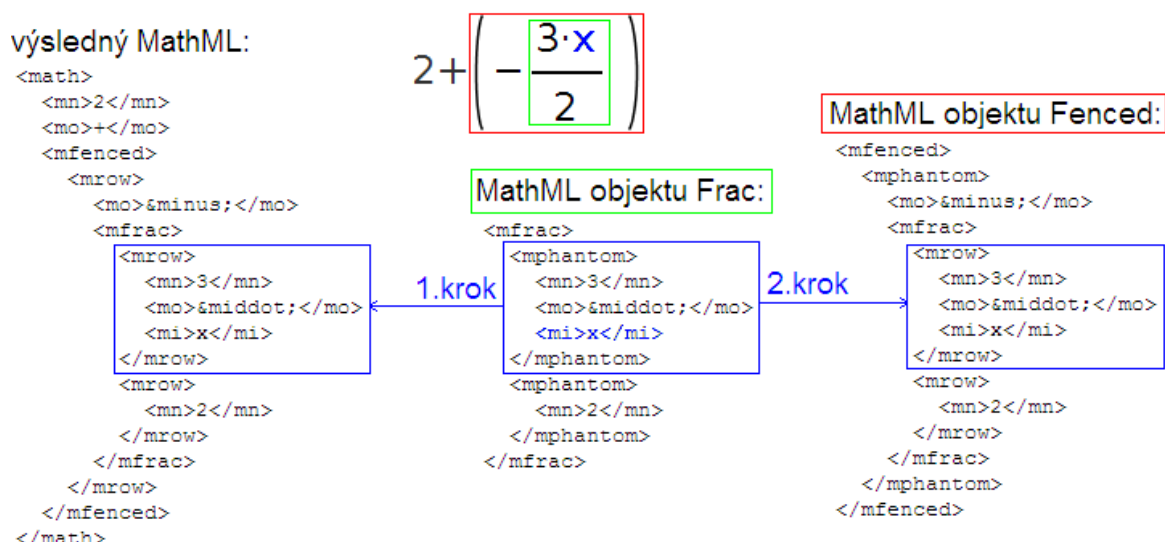 výsledný MathML:
<math>
<mn>2</mn>
<mo>+</mo>
<mfenced>
<mrow>
<mo>&minus;</mo>
<mfrac>
<mrow>
<mn>3</mn>
<mo>&middot;</mo>
<mi>x</mi>
</mrow>
<mrow>
<mn>2</mn>
</mrow>
</mfrac>
</mrow>
</mfenced>
</math>
2+(−
3·x
2
)
MathML objektu Frac:
<mfrac>
<mphantom>
<mn>3</mn>
<mo>&middot;</mo>
<mi>x</mi>
</mphantom>
<mphantom>
<mn>2</mn>
</mphantom>
</mfrac>
1.krok
2.krok
MathML objektu Fenced:
<mfenced>
<mphantom>
<mo>&minus;</mo>
<mfrac>
<mrow>
<mn>3</mn>
<mo>&middot;</mo>
<mi>x</mi>
</mrow>
<mrow>
<mn>2</mn>
</mrow>
</mfrac>
</mphantom>
</mfenced>